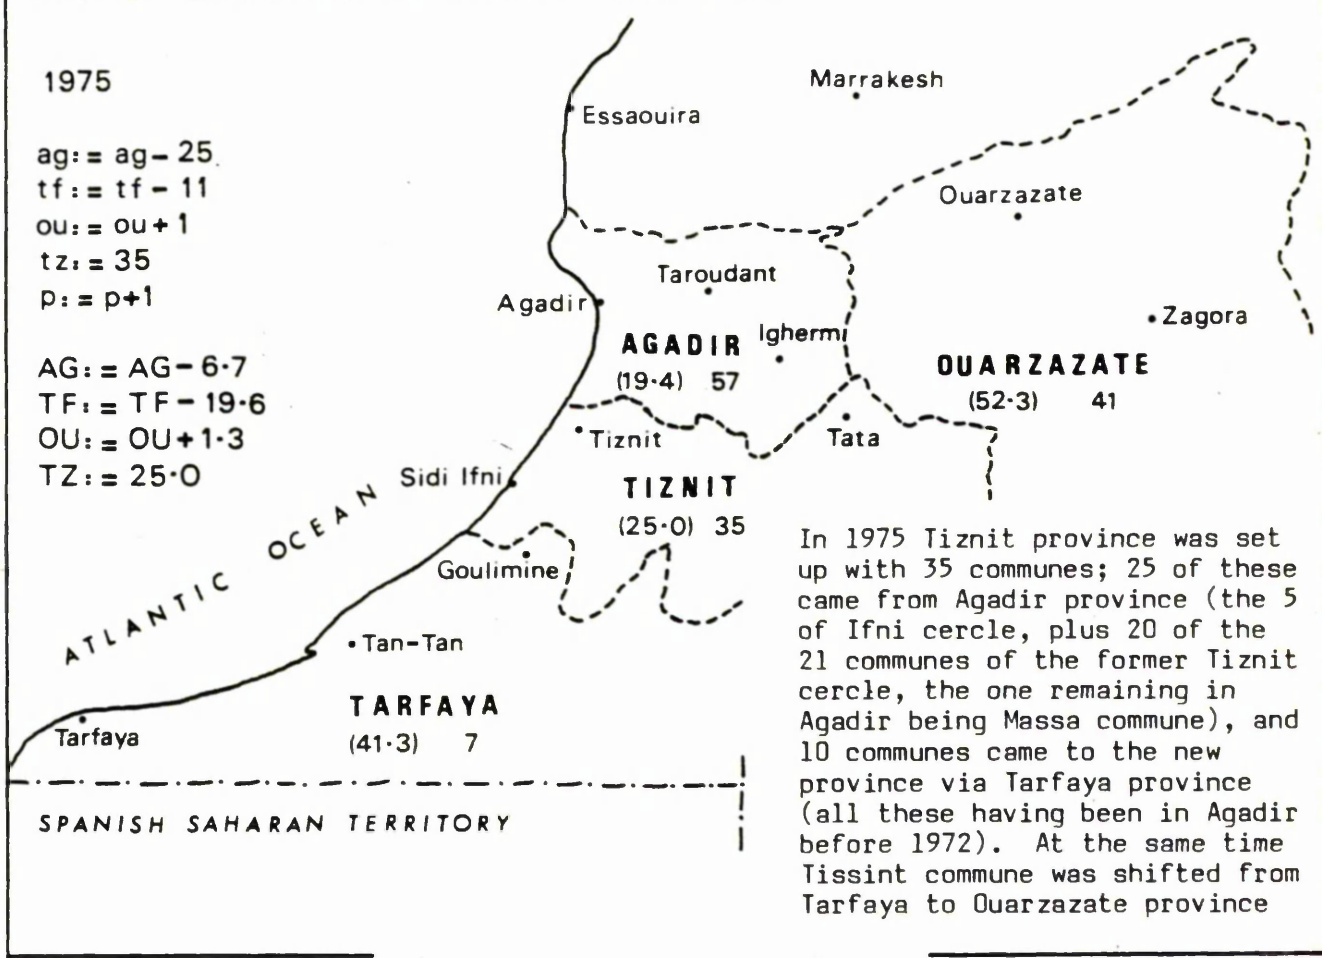 1975
ag:= ag- 25
tf:= tf - 11
ou:= ou+ 1
tz:= 35
p:= p+1
AG:= AG- 6·7
TF:= TF- 19·6
OU:= OU+ 1·3
TZ:= 25·0
Marrakesh
Essaouira
Ouarzazate
Taroudant
Agadir
Ighermi
Zagora
AGADIR
(19·4) 57
OUARZAZATE
(52·3) 41
Tiznit
Tata
Sidi Ifni
TIZNIT
(25·0) 35
ATLANTIC OCEAN
Goulimine
Tan-Tan
TARFAYA
(41·3) 7
Tarfaya
SPANISH SAHARAN TERRITORY
In 1975 Tiznit province was set
up with 35 communes; 25 of these
came from Agadir province (the 5
of Ifni cercle, plus 20 of the
21 communes of the former Tiznit
cercle, the one remaining in
Agadir being Massa commune), and
10 communes came to the new
province via Tarfaya province
(all these having been in Agadir
before 1972). At the same time
Tissint commune was shifted from
Tarfaya to Ouarzazate province